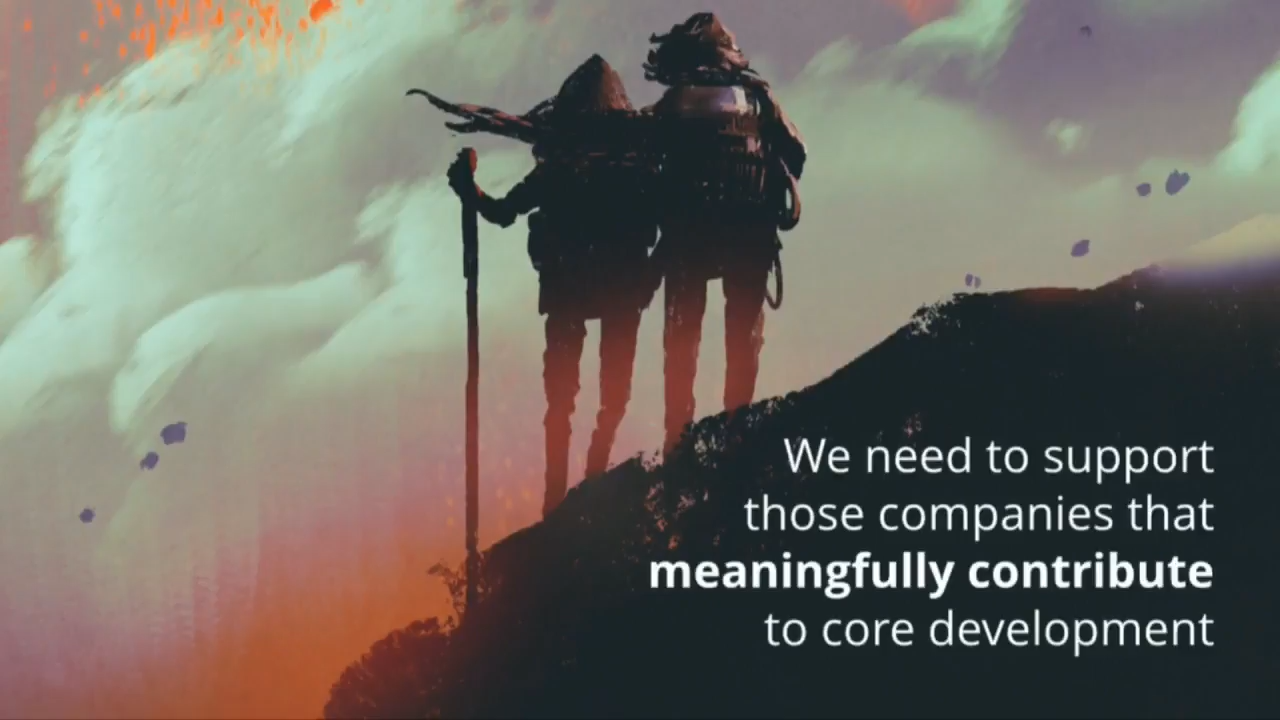 We need to support
those companies that
meaningfully contribute
to core development